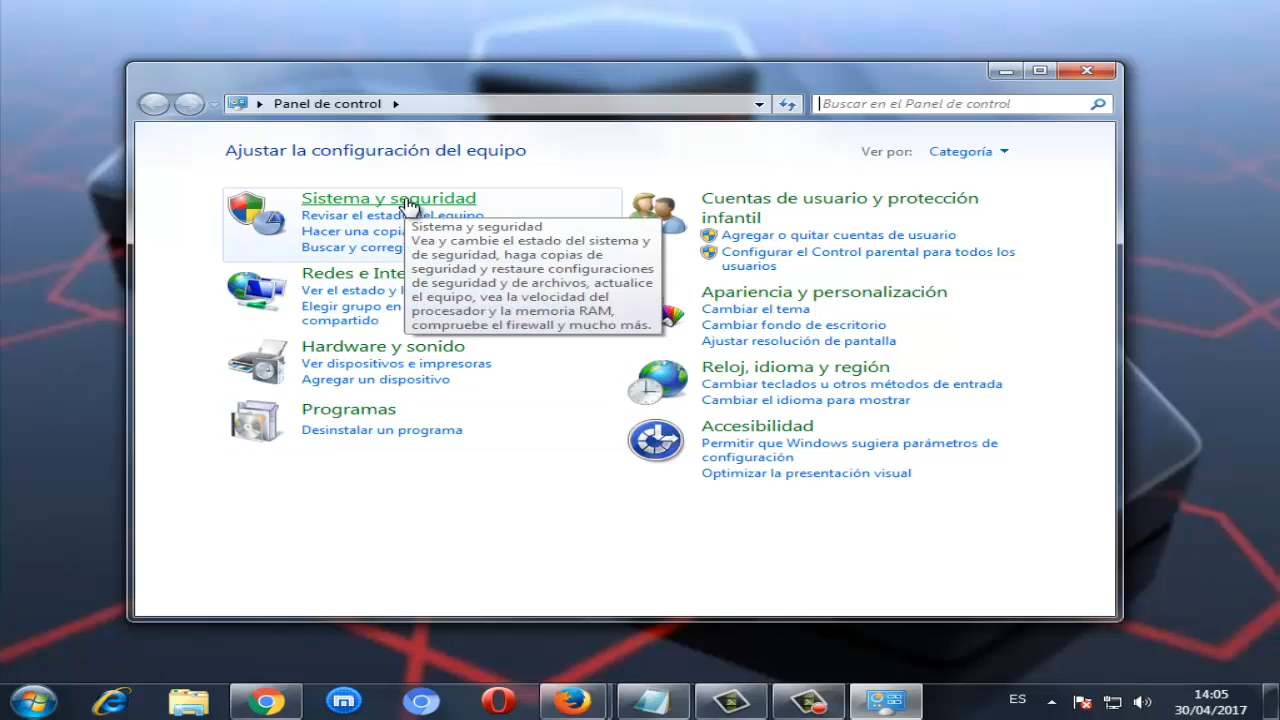 Panel de control
Buscar en el Panel de control
Ajustar la configuración del equipo
Ver por: Categoría
Sistema y seguridad
Revisar el estado del equipo
Hacer una copia
Buscar y correg
Sistema y seguridad
Vea y cambie el estado del sistema y
de seguridad, haga copias de
seguridad y restaure configuraciones
de seguridad y de archivos, actualice
el equipo, vea la velocidad del
procesador y la memoria RAM,
compruebe el firewall y mucho más.
Redes e Inte
Ver el estado y l
Elegir grupo en
compartido
Hardware y sonido
Ver dispositivos e impresoras
Agregar un dispositivo
Programas
Desinstalar un programa
Cuentas de usuario y protección
infantil
Agregar o quitar cuentas de usuario
Configurar el Control parental para todos los
usuarios
Apariencia y personalización
Cambiar el tema
Cambiar fondo de escritorio
Ajustar resolución de pantalla
Reloj, idioma y región
Cambiar teclados u otros métodos de entrada
Cambiar el idioma para mostrar
Accesibilidad
Permitir que Windows sugiera parámetros de
configuración
Optimizar la presentación visual
ES
14:05
30/04/2017